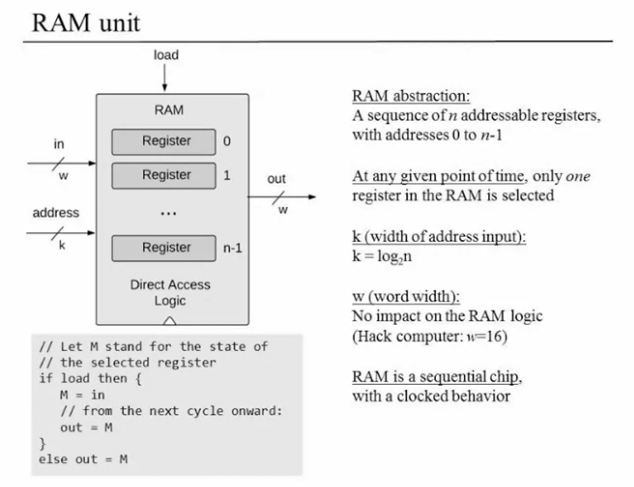 RAM unit
load
RAM
Register 0
in
w
Register 1
out
w
address
k
...
Register n-1
Direct Access
Logic
// Let M stand for the state of
// the selected register
if load then {
M = in
// from the next cycle onward:
out = M
}
else out = M
RAM abstraction:
A sequence of n addressable registers,
with addresses 0 to n-1
At any given point of time, only one
register in the RAM is selected
k (width of address input):
k = log₂n
w (word width):
No impact on the RAM logic
(Hack computer: w=16)
RAM is a sequential chip,
with a clocked behavior